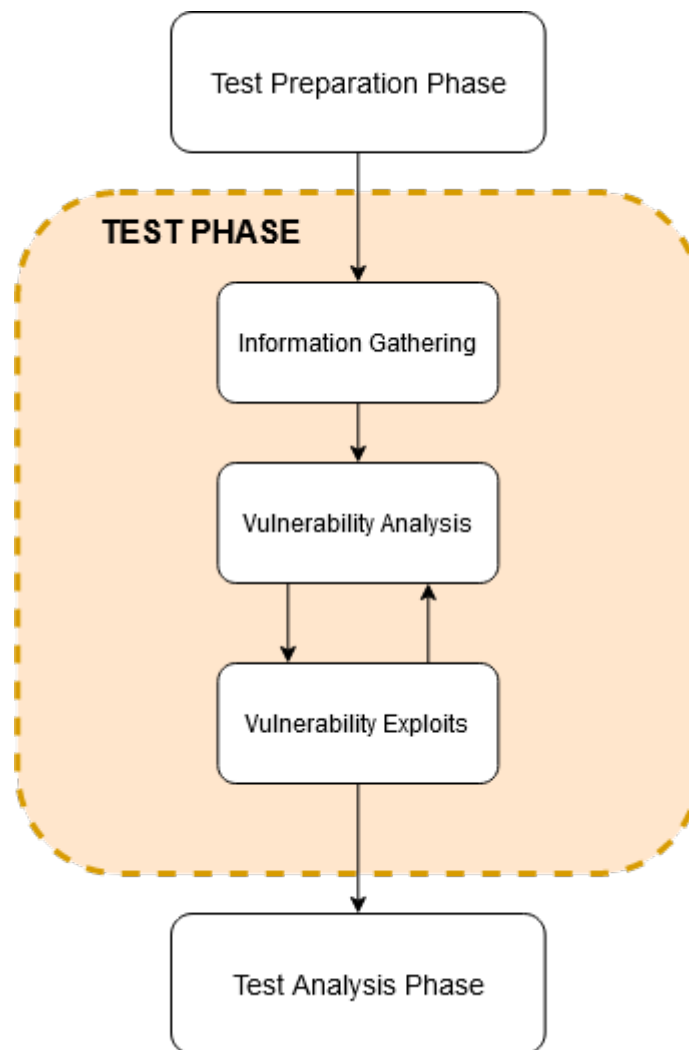 Test Preparation Phase
TEST PHASE
Information Gathering
Vulnerability Analysis
Vulnerability Exploits
Test Analysis Phase